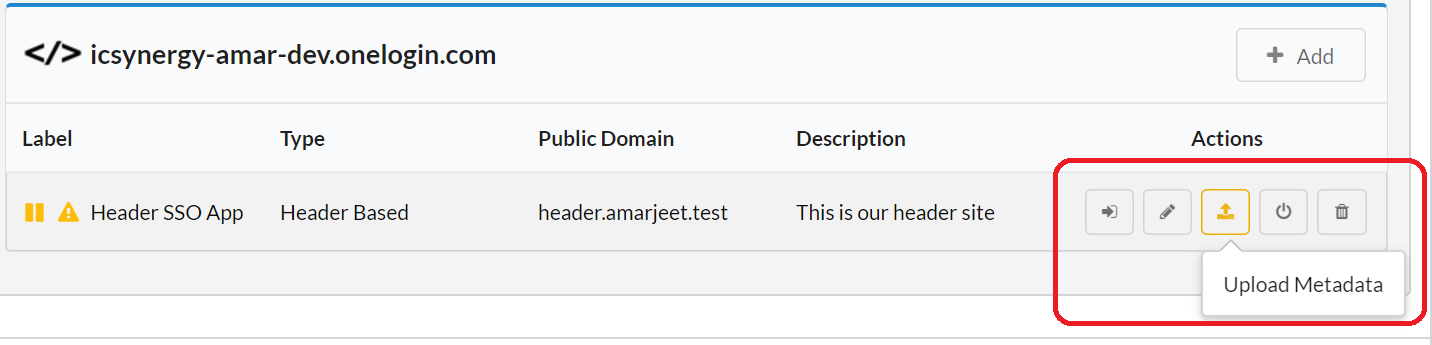 </> icsynergy-amar-dev.onelogin.com Add
Label Type Public Domain Description Actions
Header SSO App Header Based header.amarjeet.test This is our header site
Upload Metadata